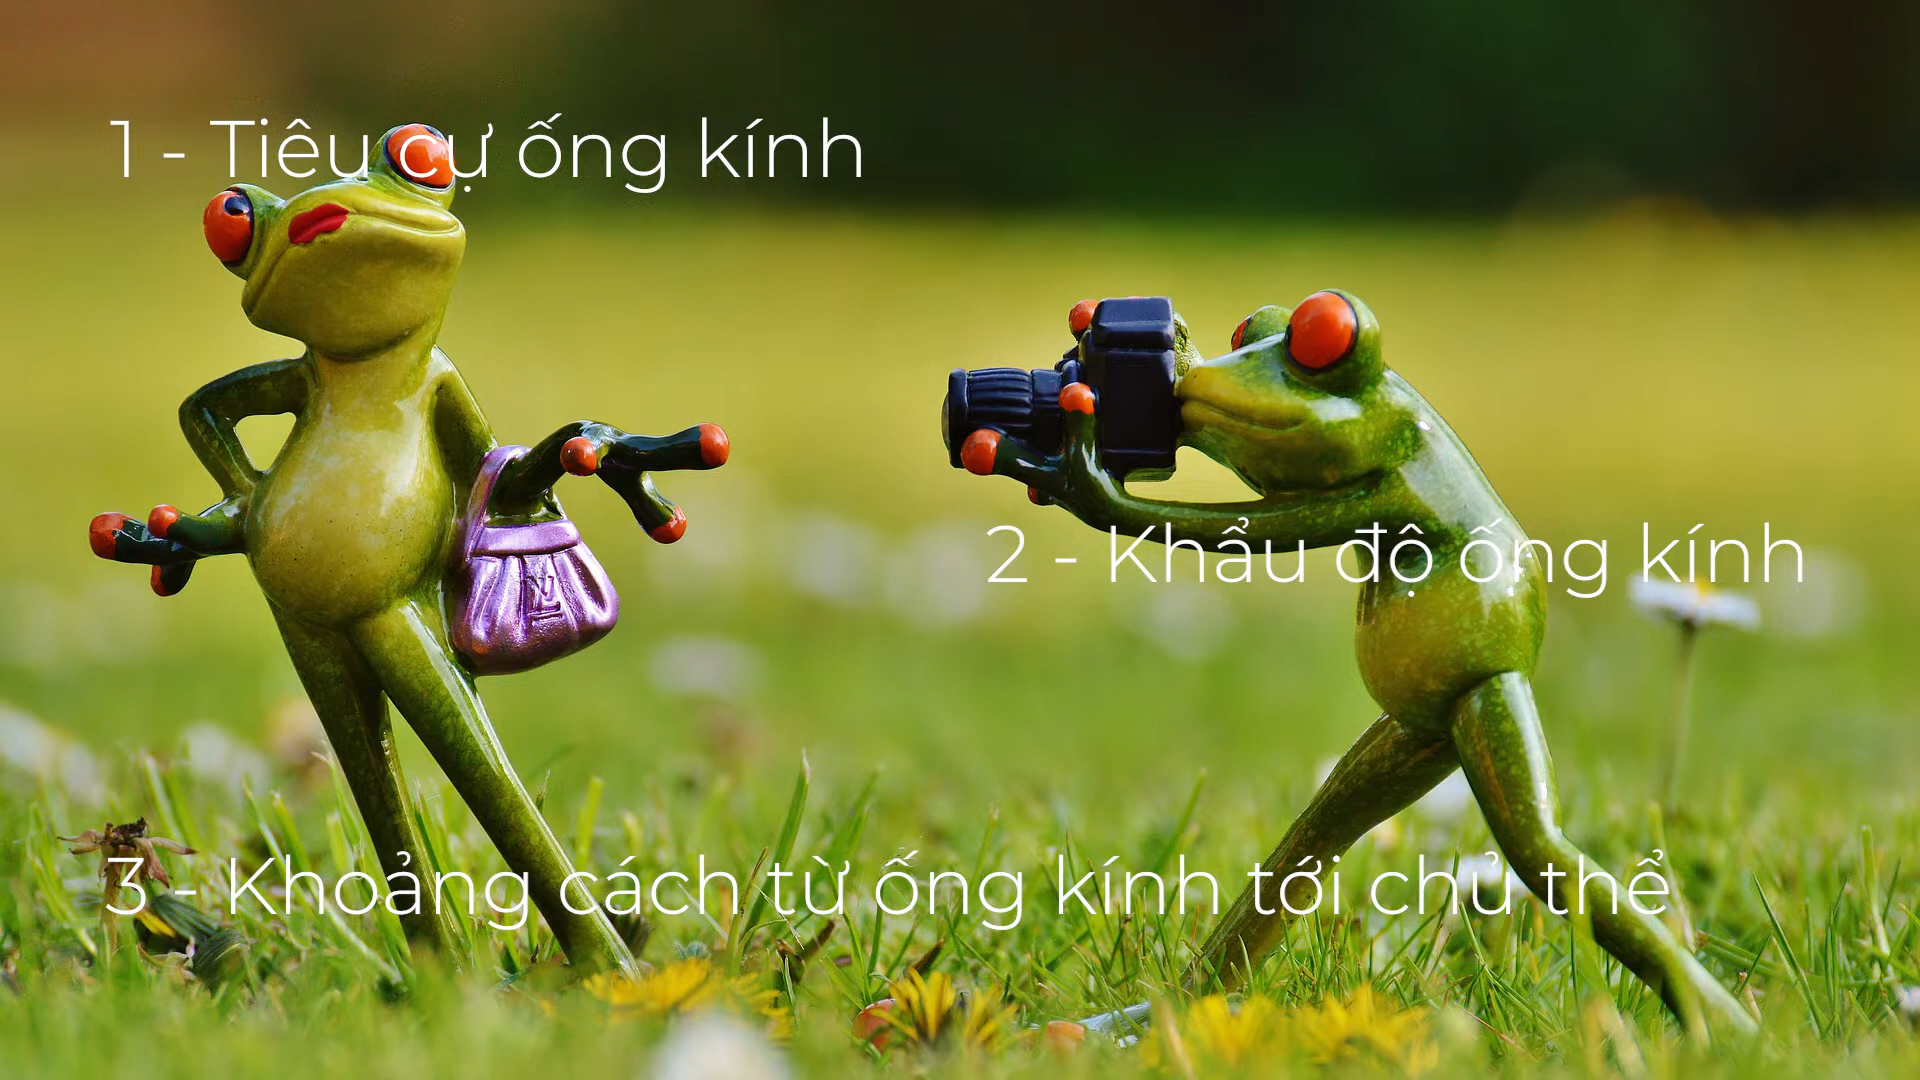 1 - Tiêu cự ống kính
2 - Khẩu độ ống kính
3 - Khoảng cách từ ống kính tới chủ thể